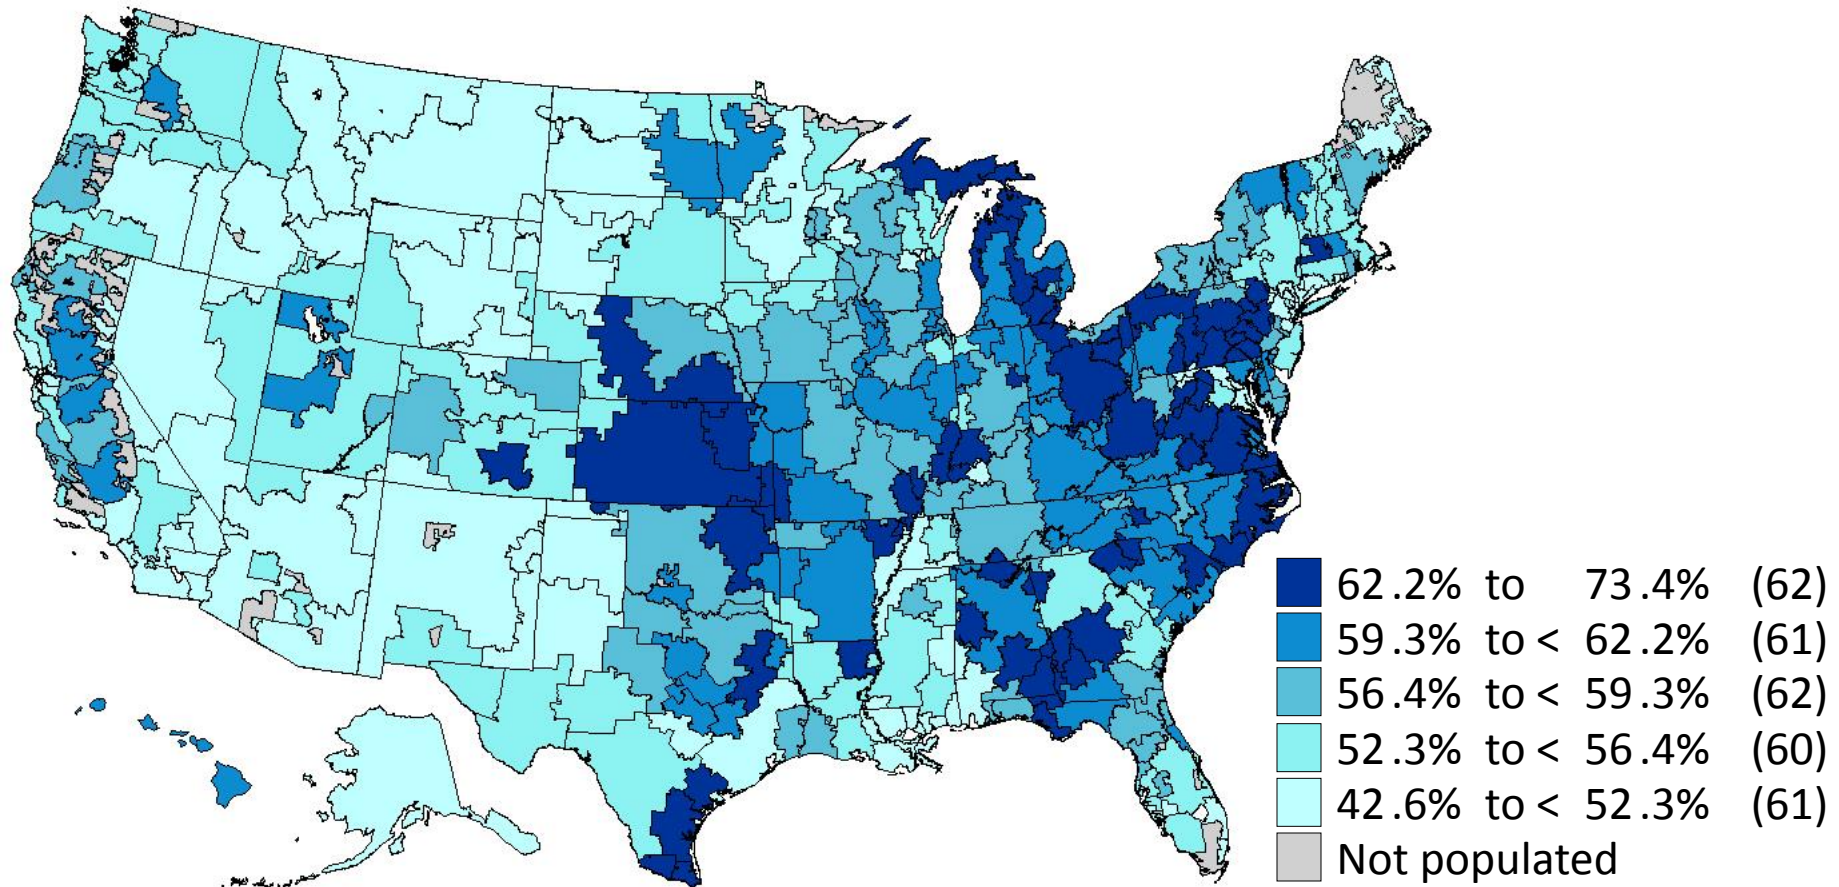 62.2% to 73.4% (62)
59.3% to < 62.2% (61)
56.4% to < 59.3% (62)
52.3% to < 56.4% (60)
42.6% to < 52.3% (61)
Not populated